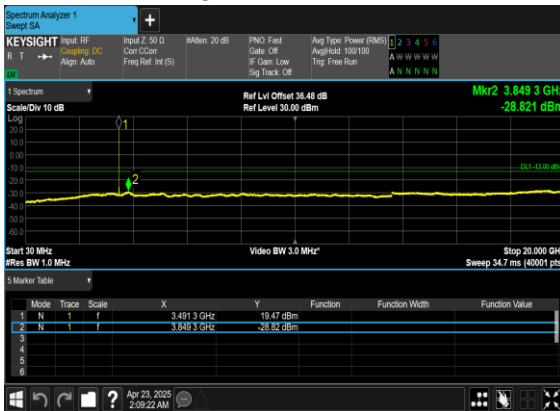 Spectrum Analyzer 1
Swept SA
+
KEYSIGHT Input: RF Input Z: 50 Ω #Atten: 20 dB PNO: Fast Avg Type: Power (RMS) 1 2 3 4 5 6
R T Coupling: DC Corr CCorr Gate: Off Avg|Hold: 100/100 A W W W W W
Align: Auto Freq Ref: Int (S) IF Gain: Low Trig: Free Run A N N N N N
Sig Track: Off
1 Spectrum Ref Lvl Offset 36.48 dB Mkr2 3.849 3 GHz
Scale/Div 10 dB Ref Level 30.00 dBm -28.821 dBm
Log
20.0
10.0
0.00
-10.0
-20.0
-30.0
-40.0
-50.0
-60.0
1
2
DL1 -13.00 dBm
Start 30 MHz Video BW 3.0 MHz* Stop 20.000 GHz
#Res BW 1.0 MHz Sweep 34.7 ms (40001 pts)
5 Marker Table
Mode Trace Scale X Y Function Function Width Function Value
1 N 1 f 3.491 3 GHz 19.47 dBm
2 N 1 f 3.849 3 GHz -28.82 dBm
3
4
5
6
? Apr 23, 2025
2:09:22 AM